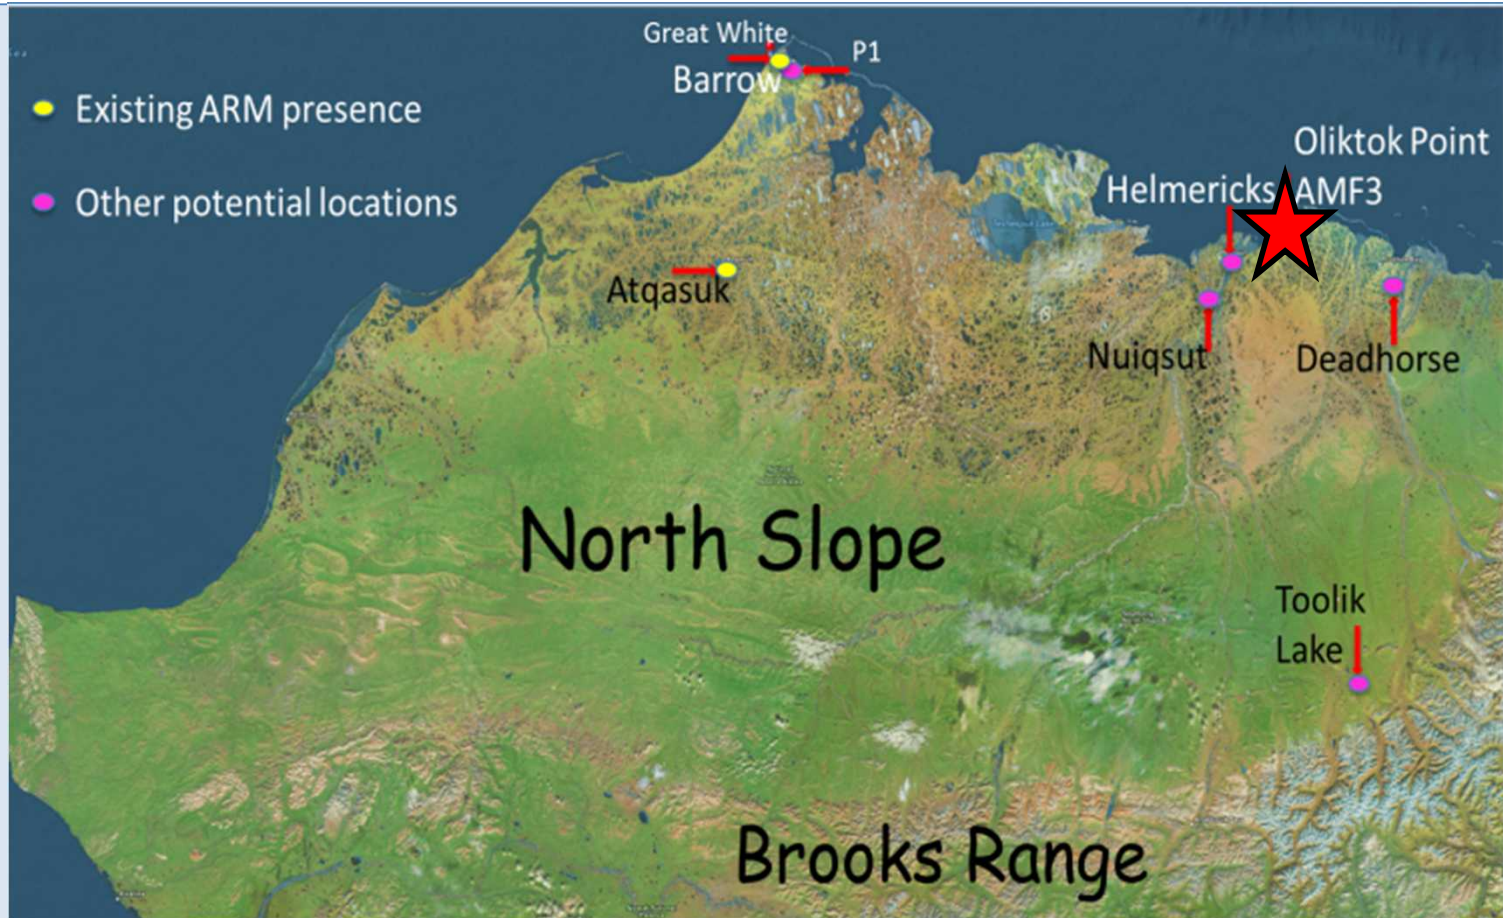 Great White
P1
Barrow
Existing ARM presence
Oliktok Point
Other potential locations
Helmericks
AMF3
Atqasuk
Nuiqsut
Deadhorse
North Slope
Toolik
Lake
Brooks Range